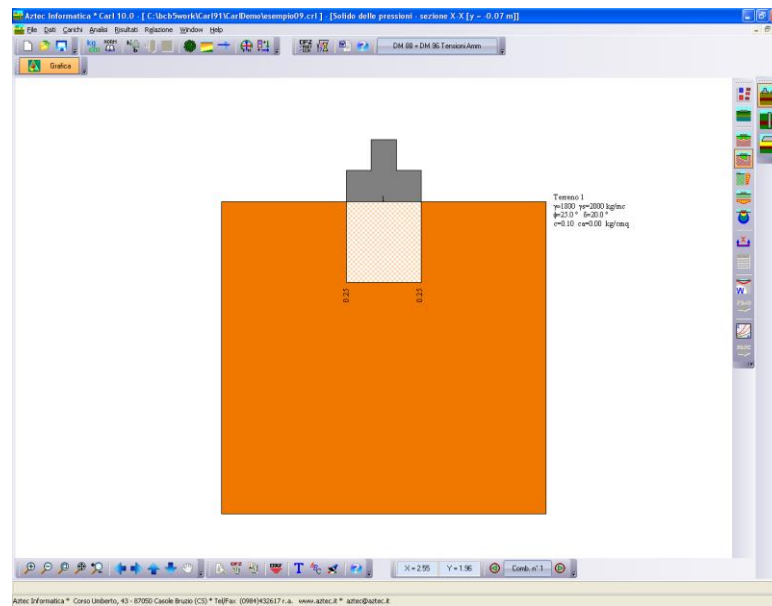 Aztec Informatica * Carl 10.0 - [ C:\bcb5work\Carl91\CarlDemo\esempio09.crl ] - [Solido delle pressioni - sezione X-X [y = -0.07 m]]
File Dati Carichi Analisi Risultati Relazione Window Help
DM 88 + DM 96 Tensioni Amm
Grafica
Terreno 1
γ=1800 γs=2000 kg/mc
ϕ=25.0 ° δ=20.0 °
c=0.10 ca=0.00 kg/cmq
1
0.25 0.25
X = 2.55 Y = 1.96 Comb. n° 1
Aztec Informatica * Corso Umberto, 43 - 87050 Casole Bruzio (CS) * Tel/Fax (0984)432617 r.a. www.aztec.it * aztec@aztec.it